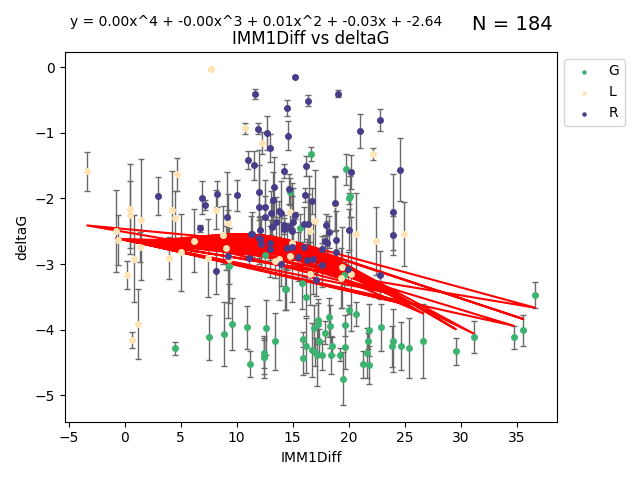 y = 0.00x^4 + -0.00x^3 + 0.01x^2 + -0.03x + -2.64
N = 184
IMM1Diff vs deltaG
G
L
R
0
−1
−2
−3
−4
−5
deltaG
−5 0 5 10 15 20 25 30 35
IMM1Diff